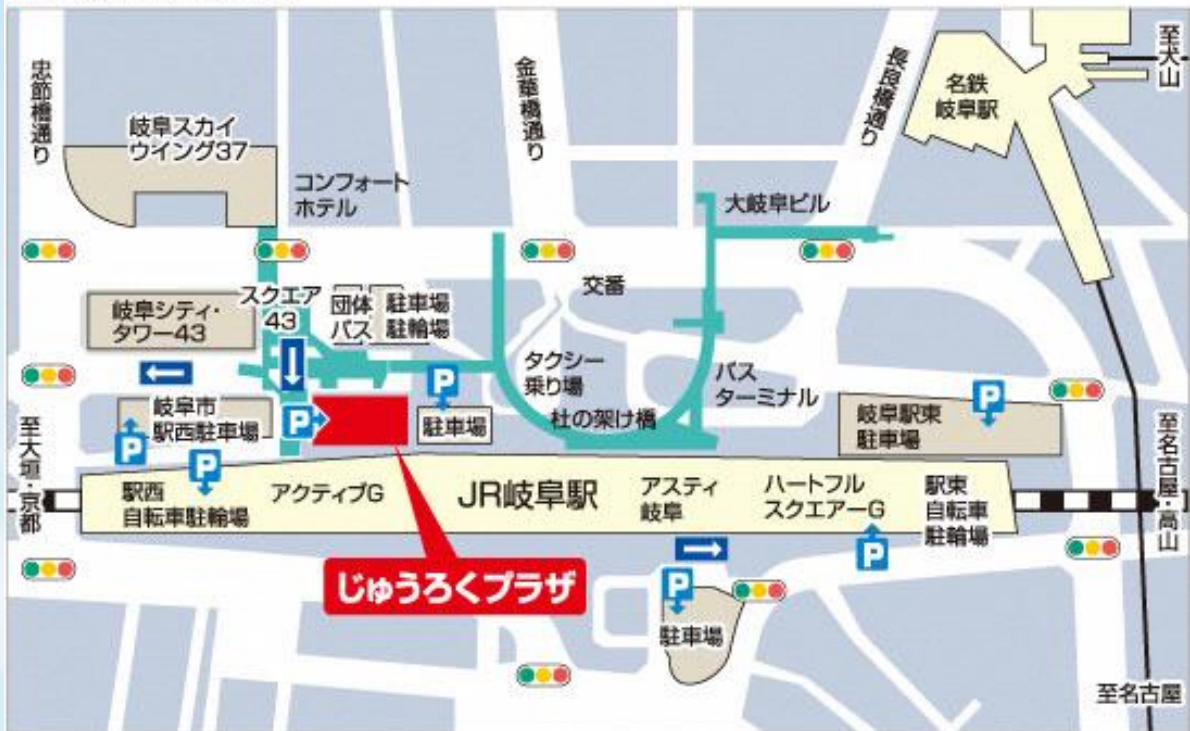 忠節橋通り
岐阜スカイ
ウイング37
コンフォート
ホテル
金華橋通り
長良橋通り
名鉄
岐阜駅
至犬山
大岐阜ビル
交番
岐阜シティ・
タワー43
スクエア
43
団体
バス
駐車場
駐輪場
タクシー
乗り場
バス
ターミナル
杜の架け橋
岐阜市
駅西駐車場
P
P
P
P
駐車場
岐阜駅東
駐車場
P
至大垣・京都
駅西
自転車駐輪場
アクティブG
JR岐阜駅
アスティ
岐阜
ハートフル
スクエアーG
駅東
自転車
駐輪場
至名古屋・高山
じゅうろくプラザ
P
P
駐車場
至名古屋